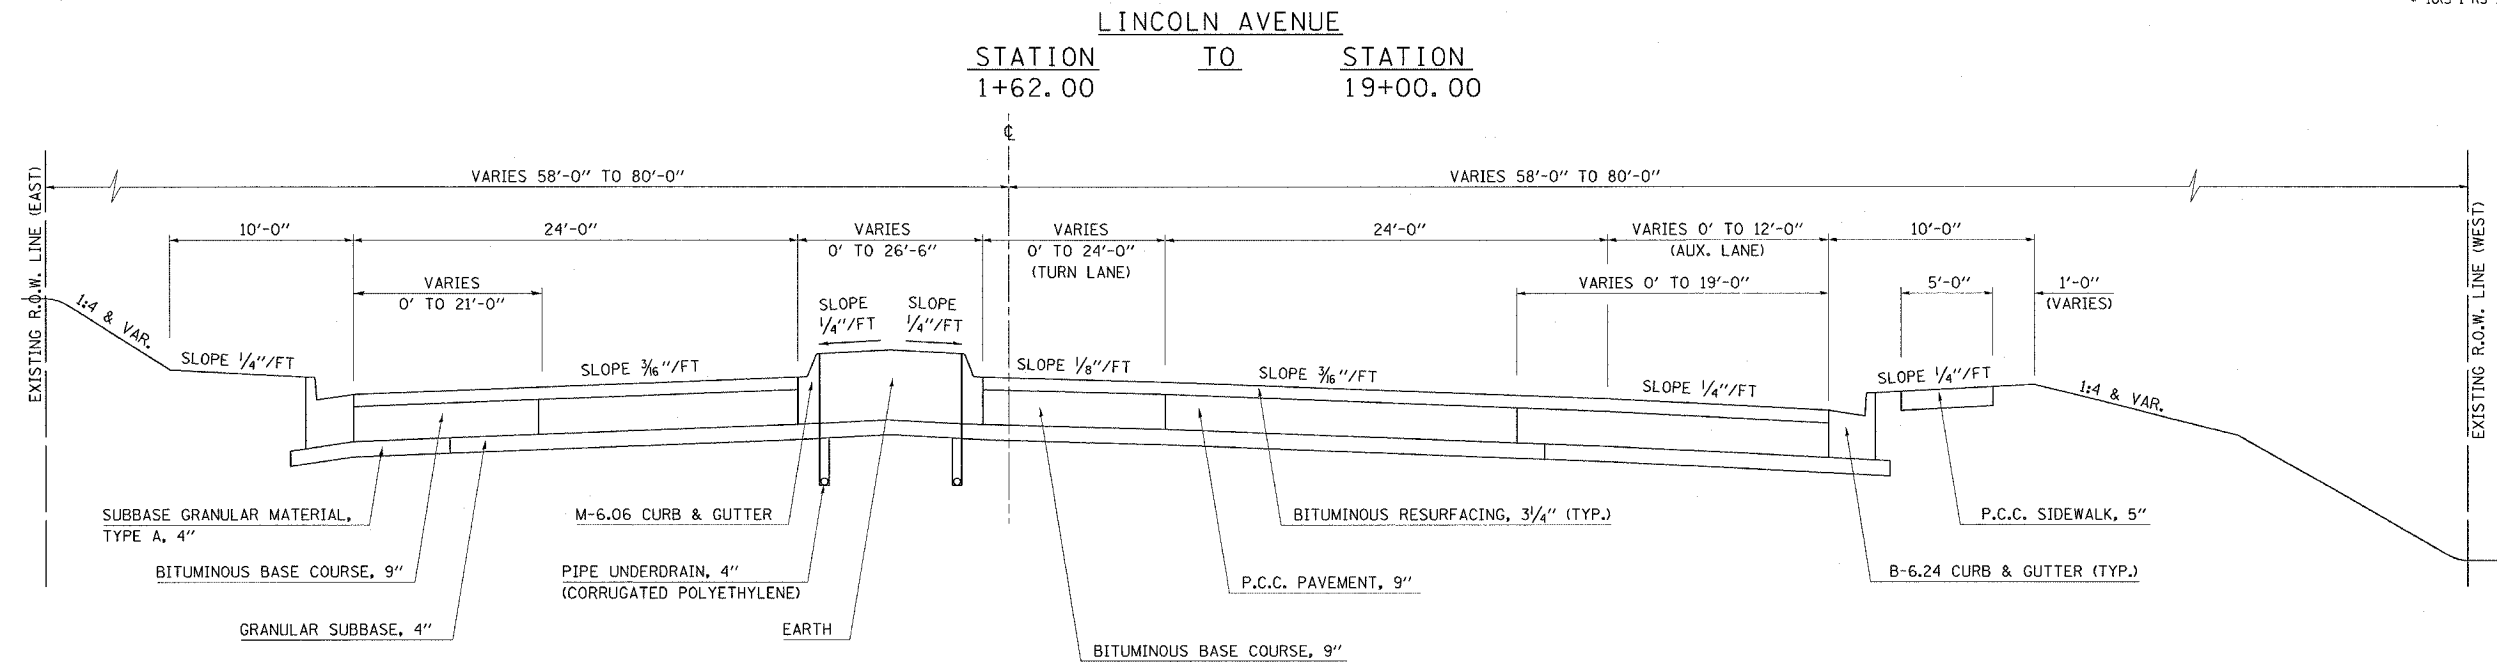 LINCOLN AVENUE
STATION TO STATION
1+62.00 19+00.00
℄
VARIES 58'-0" TO 80'-0"
VARIES 58'-0" TO 80'-0"
EXISTING R.O.W. LINE (EAST)
EXISTING R.O.W. LINE (WEST)
10'-0"
24'-0"
VARIES
0' TO 26'-6"
VARIES
0' TO 24'-0"
(TURN LANE)
24'-0"
VARIES 0' TO 12'-0"
(AUX. LANE)
10'-0"
VARIES
0' TO 21'-0"
SLOPE
1/4"/FT
SLOPE
1/4"/FT
VARIES 0' TO 19'-0"
5'-0"
1'-0"
(VARIES)
1:4 & VAR.
SLOPE 1/4"/FT
SLOPE 3/16"/FT
SLOPE 1/8"/FT
SLOPE 3/16"/FT
SLOPE 1/4"/FT
SLOPE 1/4"/FT
1:4 & VAR.
SUBBASE GRANULAR MATERIAL,
TYPE A, 4"
M-6.06 CURB & GUTTER
BITUMINOUS RESURFACING, 3 1/4" (TYP.)
P.C.C. SIDEWALK, 5"
BITUMINOUS BASE COURSE, 9"
PIPE UNDERDRAIN, 4"
(CORRUGATED POLYETHYLENE)
P.C.C. PAVEMENT, 9"
B-6.24 CURB & GUTTER (TYP.)
GRANULAR SUBBASE, 4"
EARTH
BITUMINOUS BASE COURSE, 9"